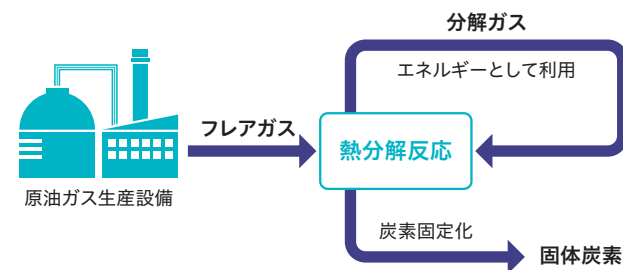 分解ガス
エネルギーとして利用
フレアガス
熱分解反応
原油ガス生産設備
炭素固定化
固体炭素